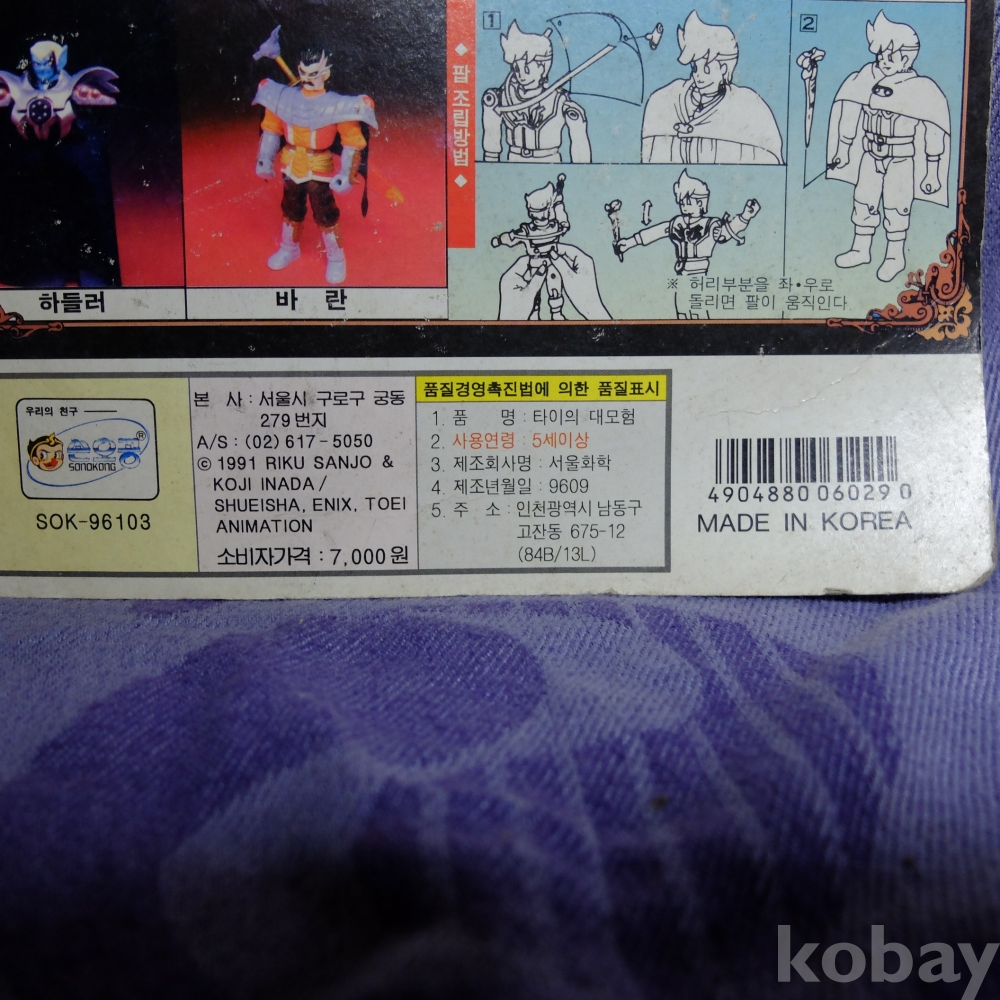 하들러
바 란
◆ 팝 조립방법 ◆
1
2
※ 허리부분을 좌•우로
돌리면 팔이 움직인다.
우리의 친구
손오공®
SONOKONG
SOK-96103
본 사 : 서울시 구로구 궁동
279번지
A/S : (02) 617-5050
© 1991 RIKU SANJO &
KOJI INADA /
SHUEISHA, ENIX, TOEI
ANIMATION
소비자가격 : 7,000원
품질경영촉진법에 의한 품질표시
1. 품 명 : 타이의 대모험
2. 사용연령 : 5세이상
3. 제조회사명 : 서울화학
4. 제조년월일 : 9609
5. 주 소 : 인천광역시 남동구
고잔동 675-12
(84B/13L)
4904880 06029 0
MADE IN KOREA
kobay